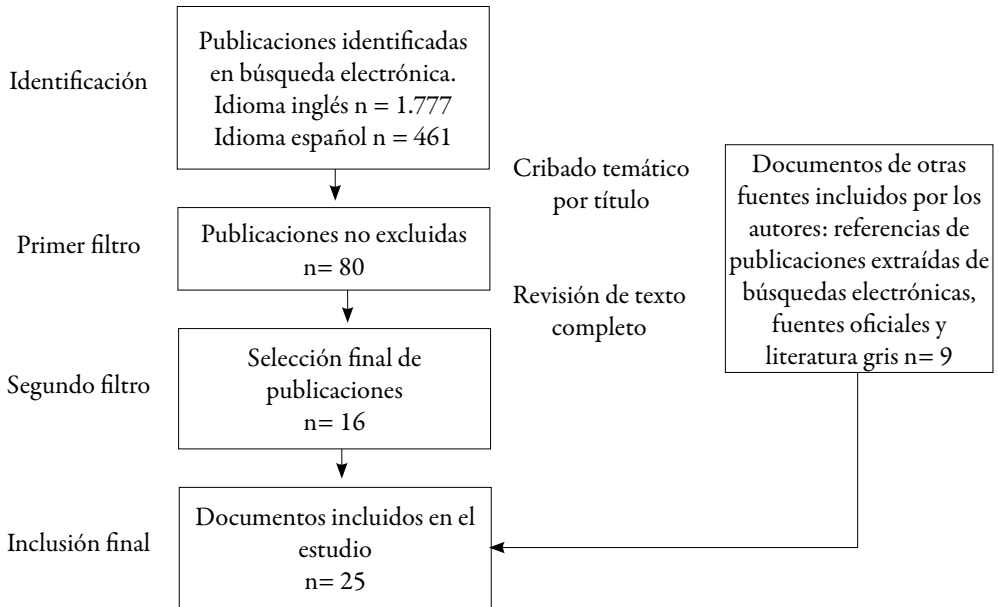 Identificación
Publicaciones identificadas
en búsqueda electrónica.
Idioma inglés n = 1.777
Idioma español n = 461
Cribado temático
por título
Primer filtro
Publicaciones no excluidas
n= 80
Revisión de texto
completo
Segundo filtro
Selección final de
publicaciones
n= 16
Documentos de otras
fuentes incluidos por los
autores: referencias de
publicaciones extraídas de
búsquedas electrónicas,
fuentes oficiales y
literatura gris n= 9
Inclusión final
Documentos incluidos en el
estudio
n= 25